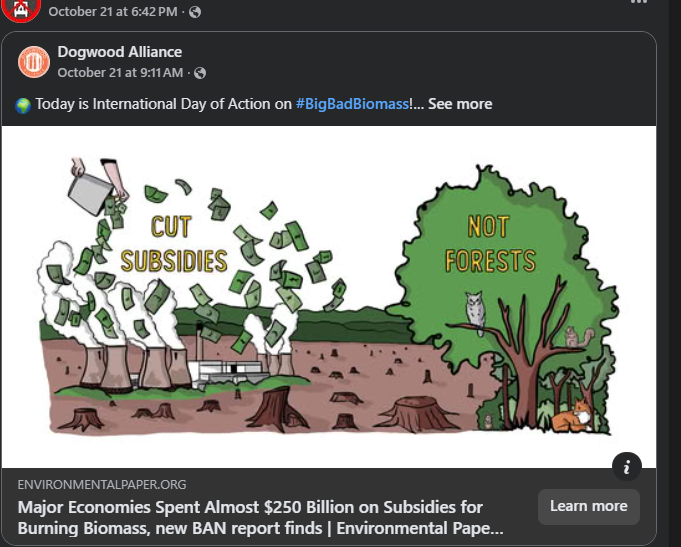 October 21 at 6:42 PM ·
Dogwood Alliance
October 21 at 9:11 AM ·
Today is International Day of Action on #BigBadBiomass!... See more
CUT
SUBSIDIES
NOT
FORESTS
i
ENVIRONMENTALPAPER.ORG
Major Economies Spent Almost $250 Billion on Subsidies for
Burning Biomass, new BAN report finds | Environmental Pape...
Learn more